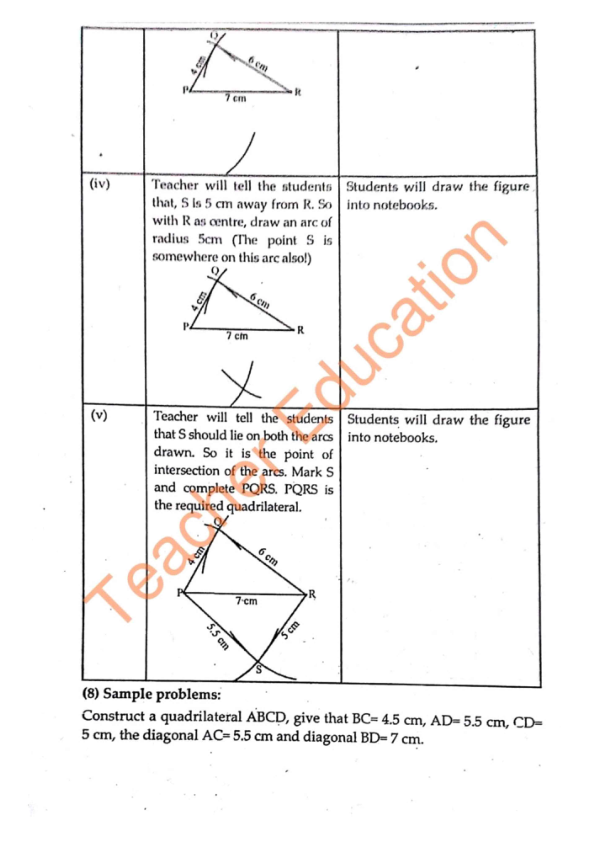 Q
4 cm
6 cm
P
R
7 cm
(iv)
Teacher will tell the students
that, S is 5 cm away from R. So
with R as centre, draw an arc of
radius 5cm (The point S is
somewhere on this arc also!)
Students will draw the figure
into notebooks.
Q
4 cm
6 cm
P
R
7 cm
(v)
Teacher will tell the students
that S should lie on both the arcs
drawn. So it is the point of
intersection of the arcs. Mark S
and complete PQRS. PQRS is
the required quadrilateral.
Students will draw the figure
into notebooks.
Q
4 cm
6 cm
P
R
7 cm
5.5 cm
5 cm
S
Teacher Education
(8) Sample problems:
Construct a quadrilateral ABCD, give that BC= 4.5 cm, AD= 5.5 cm, CD=
5 cm, the diagonal AC= 5.5 cm and diagonal BD= 7 cm.